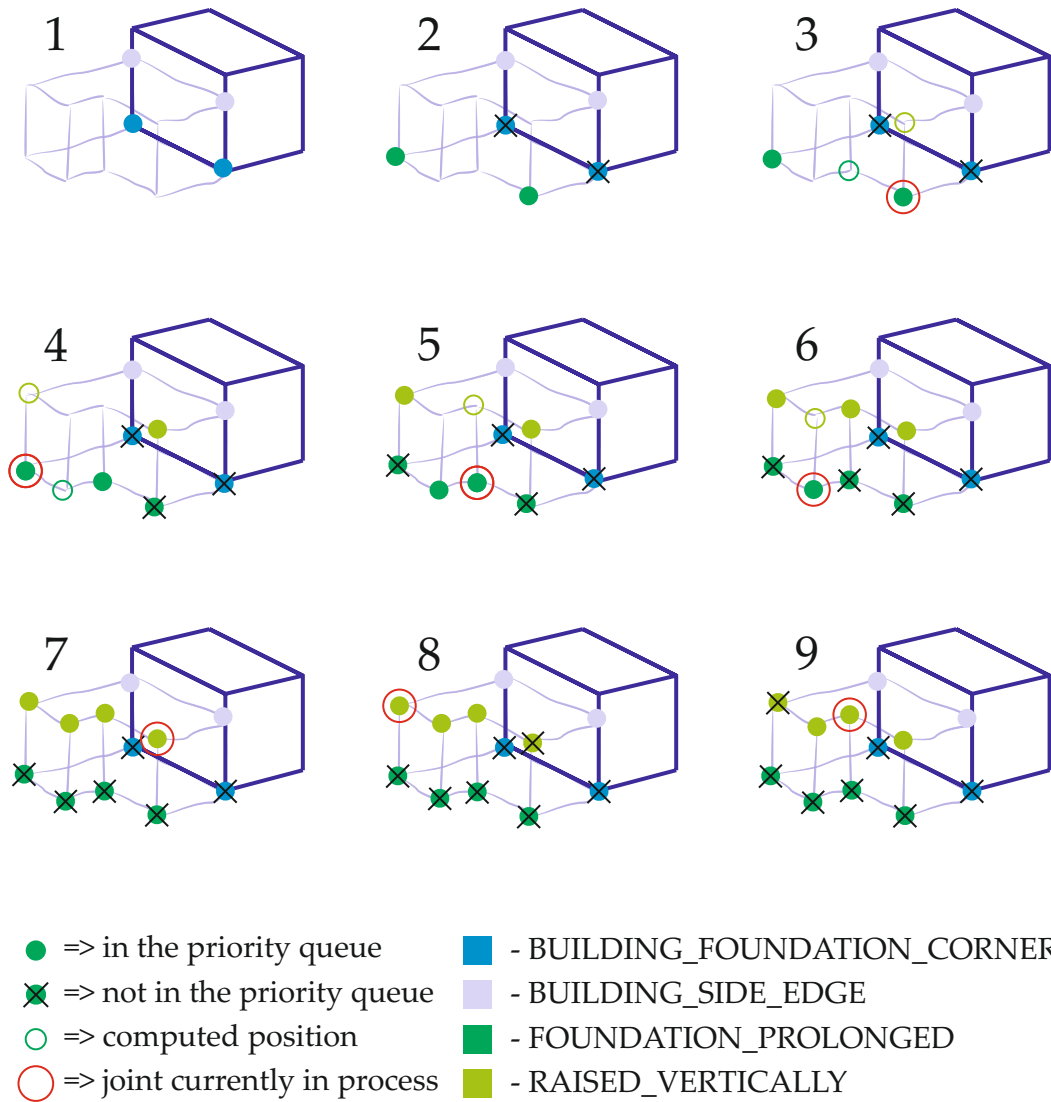 1
2
3
4
5
6
7
8
9
=> in the priority queue
=> not in the priority queue
=> computed position
=> joint currently in process
- BUILDING_FOUNDATION_CORNER
- BUILDING_SIDE_EDGE
- FOUNDATION_PROLONGED
- RAISED_VERTICALLY